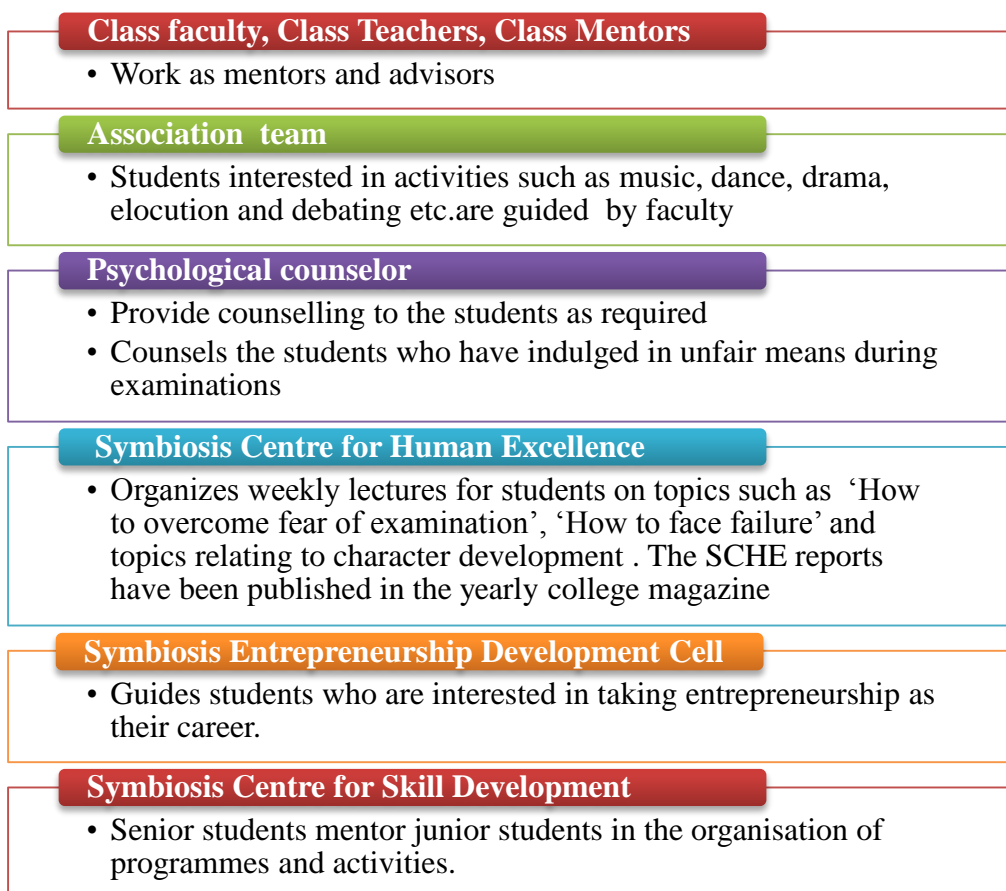 Class faculty, Class Teachers, Class Mentors
• Work as mentors and advisors
Association team
• Students interested in activities such as music, dance, drama,
elocution and debating etc.are guided by faculty
Psychological counselor
• Provide counselling to the students as required
• Counsels the students who have indulged in unfair means during
examinations
Symbiosis Centre for Human Excellence
• Organizes weekly lectures for students on topics such as ‘How
to overcome fear of examination’, ‘How to face failure’ and
topics relating to character development . The SCHE reports
have been published in the yearly college magazine
Symbiosis Entrepreneurship Development Cell
• Guides students who are interested in taking entrepreneurship as
their career.
Symbiosis Centre for Skill Development
• Senior students mentor junior students in the organisation of
programmes and activities.